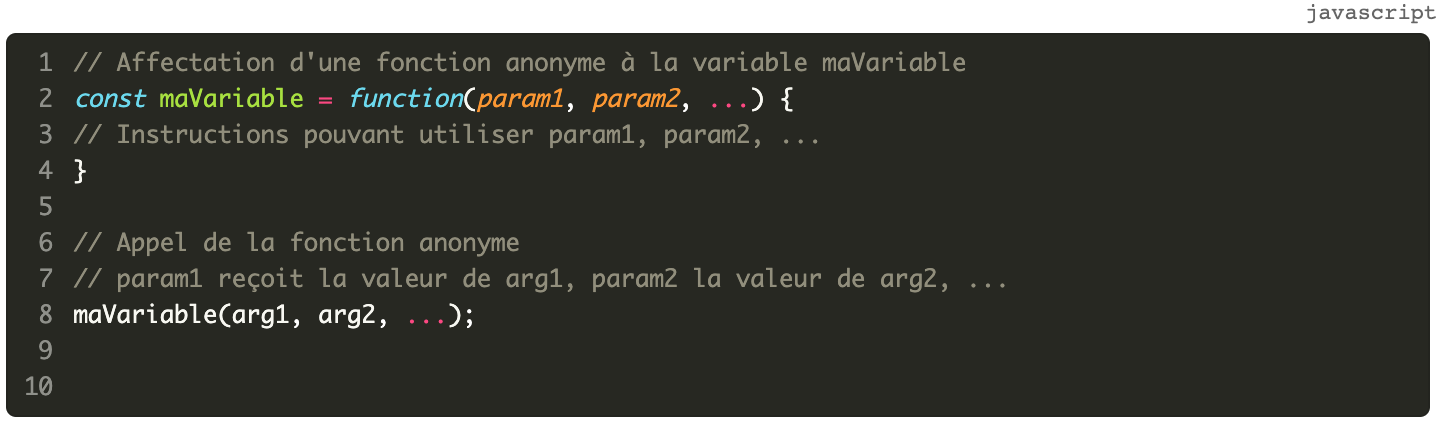 javascript
1 // Affectation d'une fonction anonyme à la variable maVariable
2 const maVariable = function(param1, param2, ...) {
3 // Instructions pouvant utiliser param1, param2, ...
4 }
5
6 // Appel de la fonction anonyme
7 // param1 reçoit la valeur de arg1, param2 la valeur de arg2, ...
8 maVariable(arg1, arg2, ...);
9
10